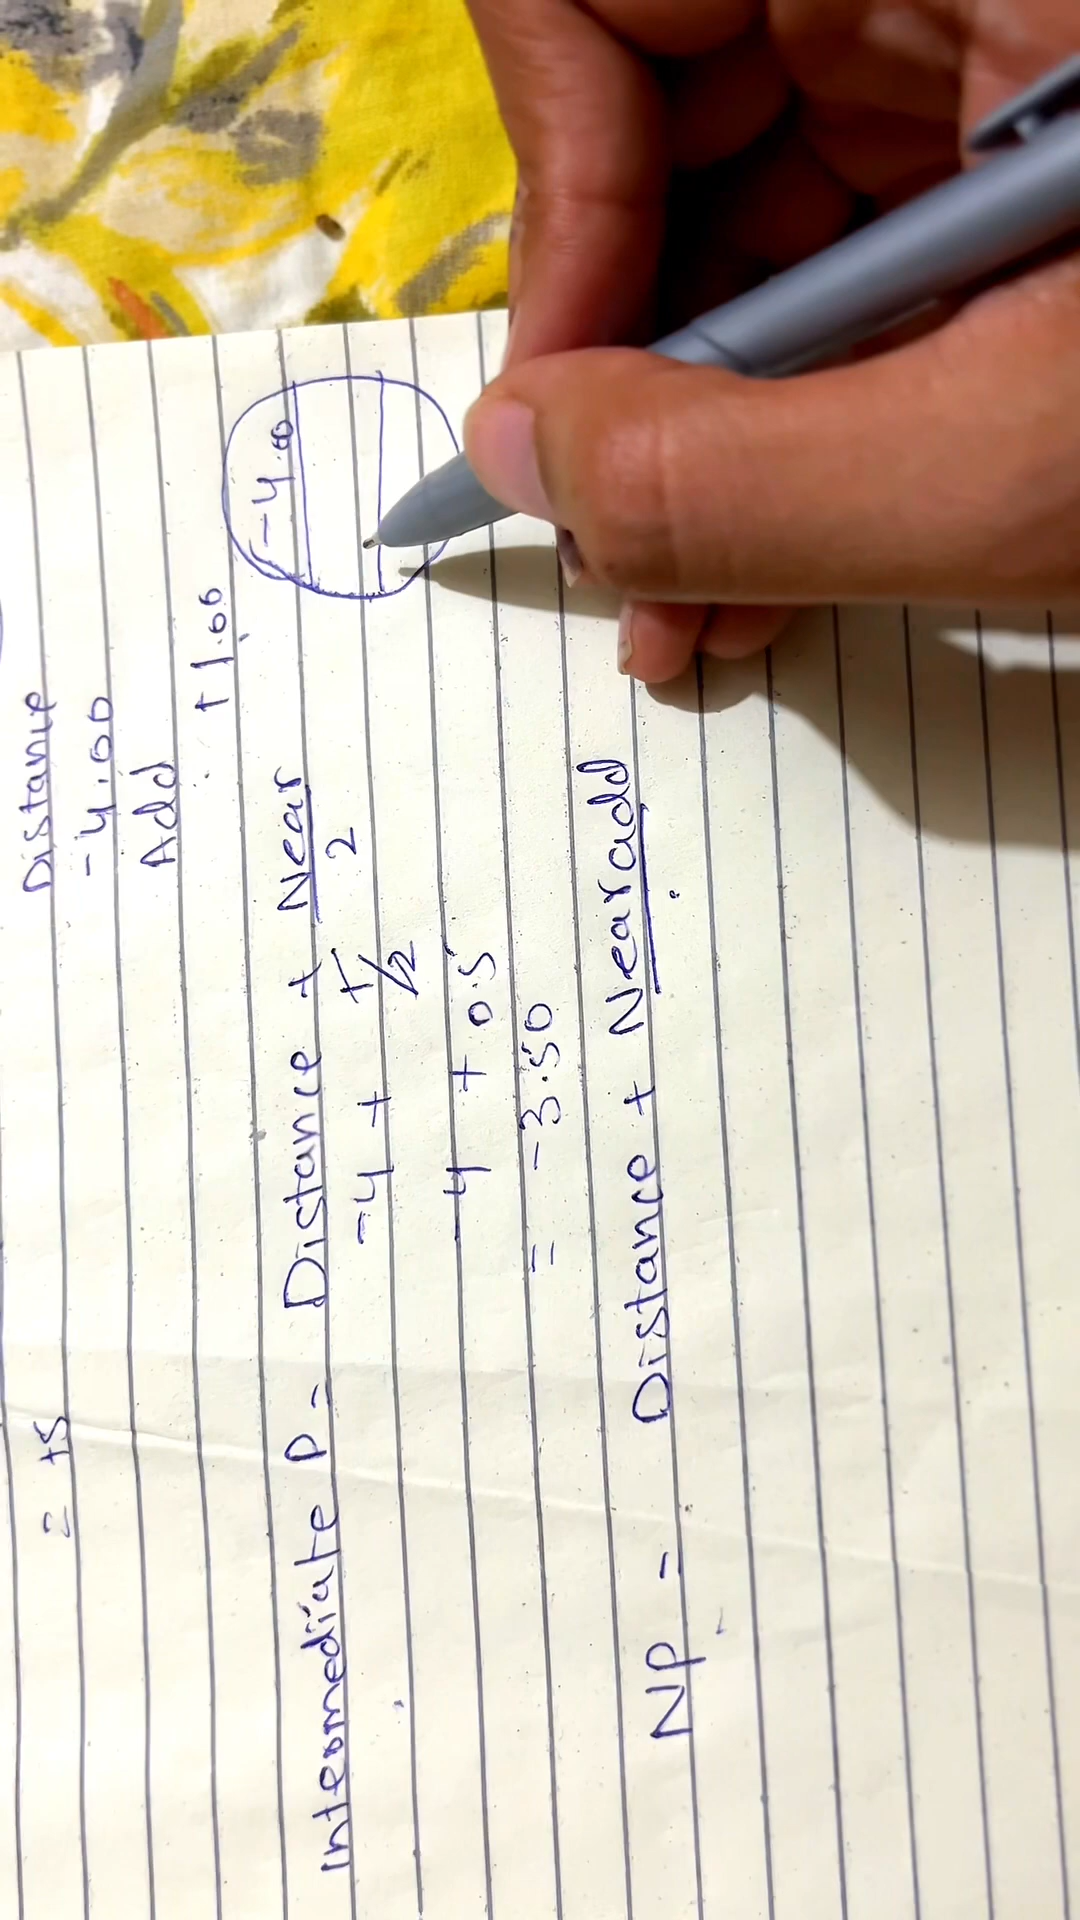 = +5
Distance
-4.00
Add
+1.00
Intermediate P = Distance + Near
2
-4 + +1/2
-4 + 0.5
= -3.50
NP = Distance + Near add
-4.00